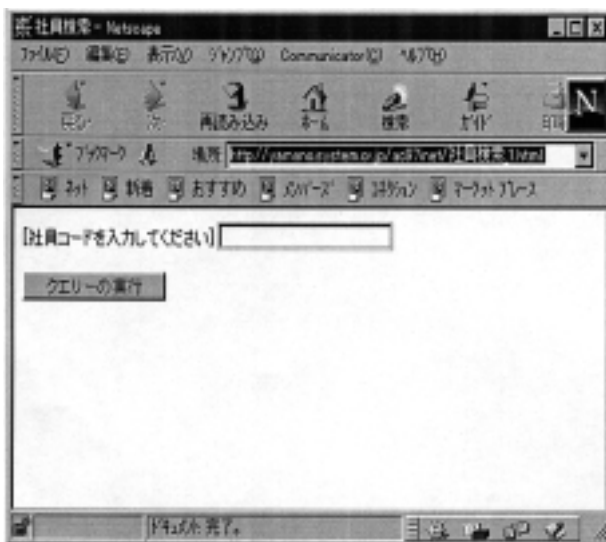 社員検索 - Netscape
ファイル(F) 編集(E) 表示(V) ジャンプ(G) Communicator(C) ヘルプ(H)
戻る 次 再読み込み ホーム 検索 ガイド 印刷 N
ブックマーク 場所
ネット 新着 おすすめ メンバーズ コネクション マーケットプレース
[社員コードを入力してください]
クエリーの実行
ドキュメント: 完了。